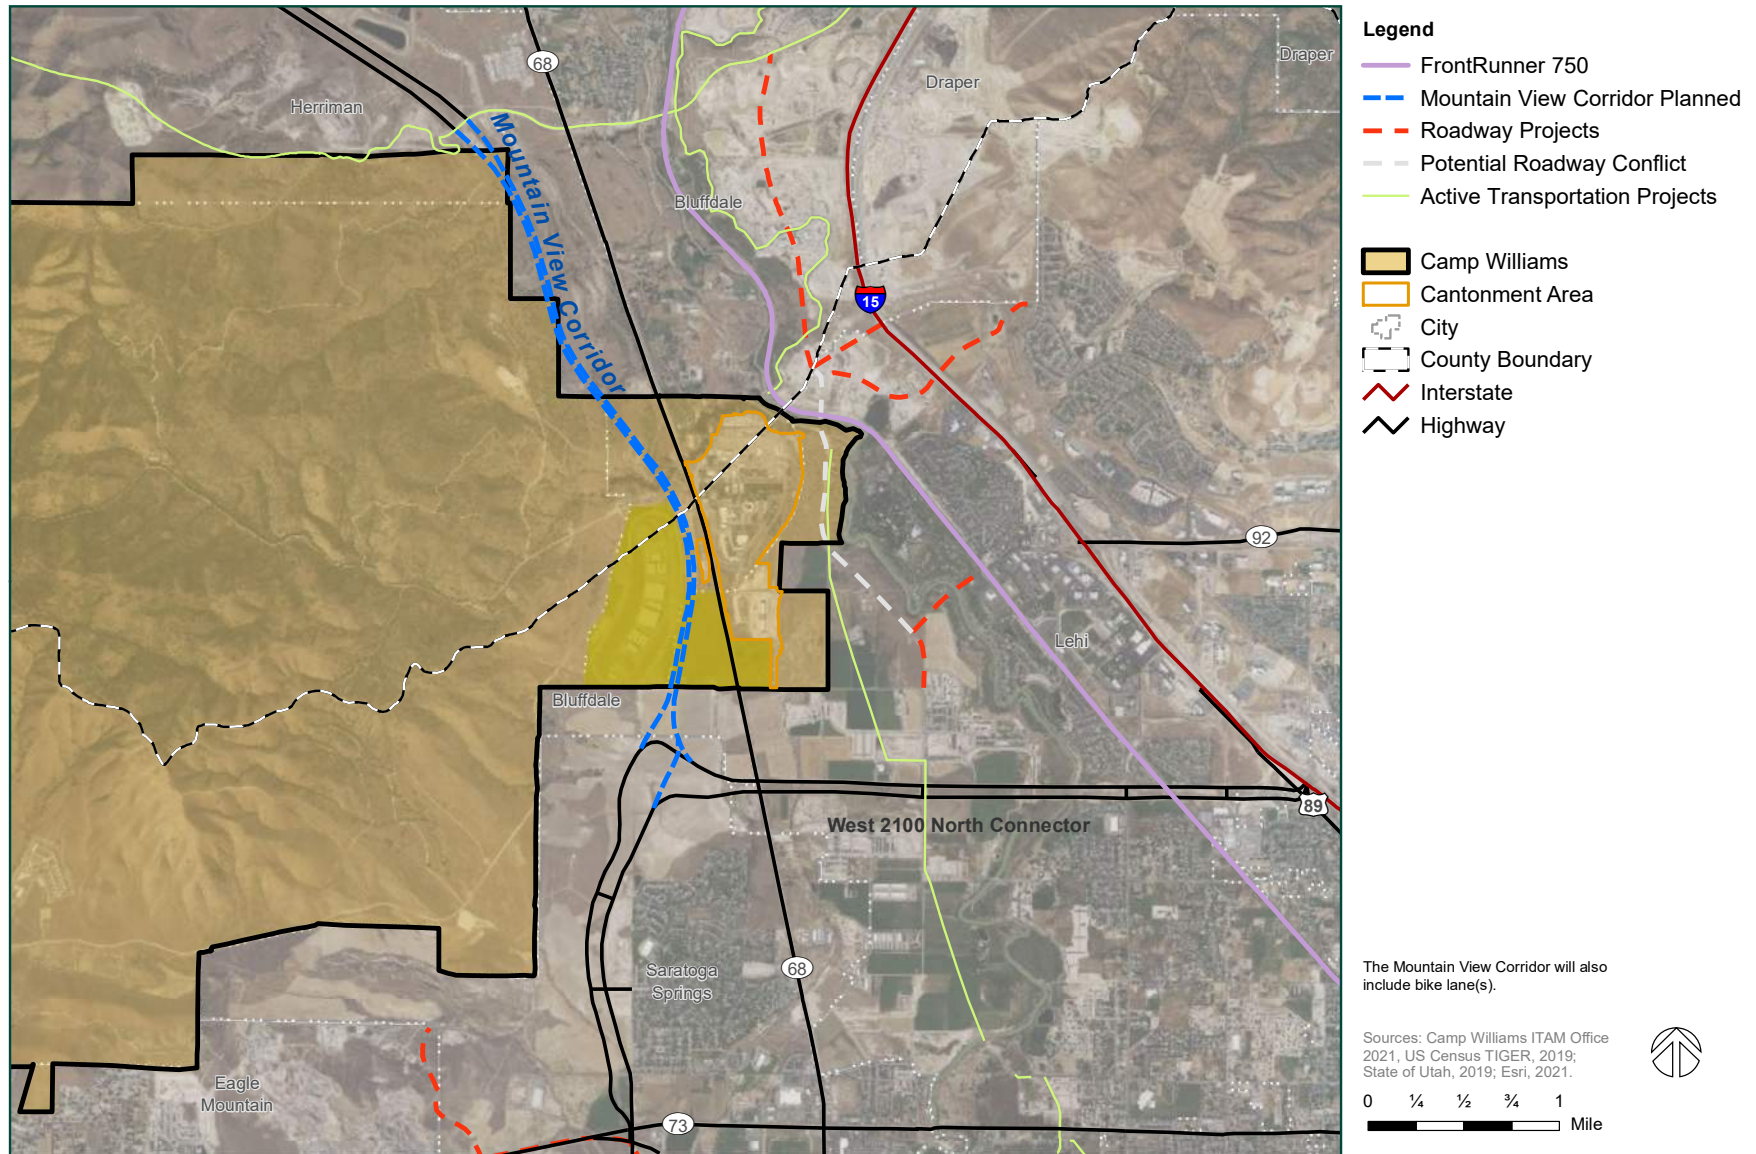 68
Draper
Draper
Herriman
Mountain View Corridor
Bluffdale
15
92
Lehi
Bluffdale
89
West 2100 North Connector
Saratoga
Springs
68
Eagle
Mountain
73
Legend
FrontRunner 750
Mountain View Corridor Planned
Roadway Projects
Potential Roadway Conflict
Active Transportation Projects
Camp Williams
Cantonment Area
City
County Boundary
Interstate
Highway
The Mountain View Corridor will also
include bike lane(s).
Sources: Camp Williams ITAM Office
2021, US Census TIGER, 2019;
State of Utah, 2019; Esri, 2021.
0 ¼ ½ ¾ 1
Mile